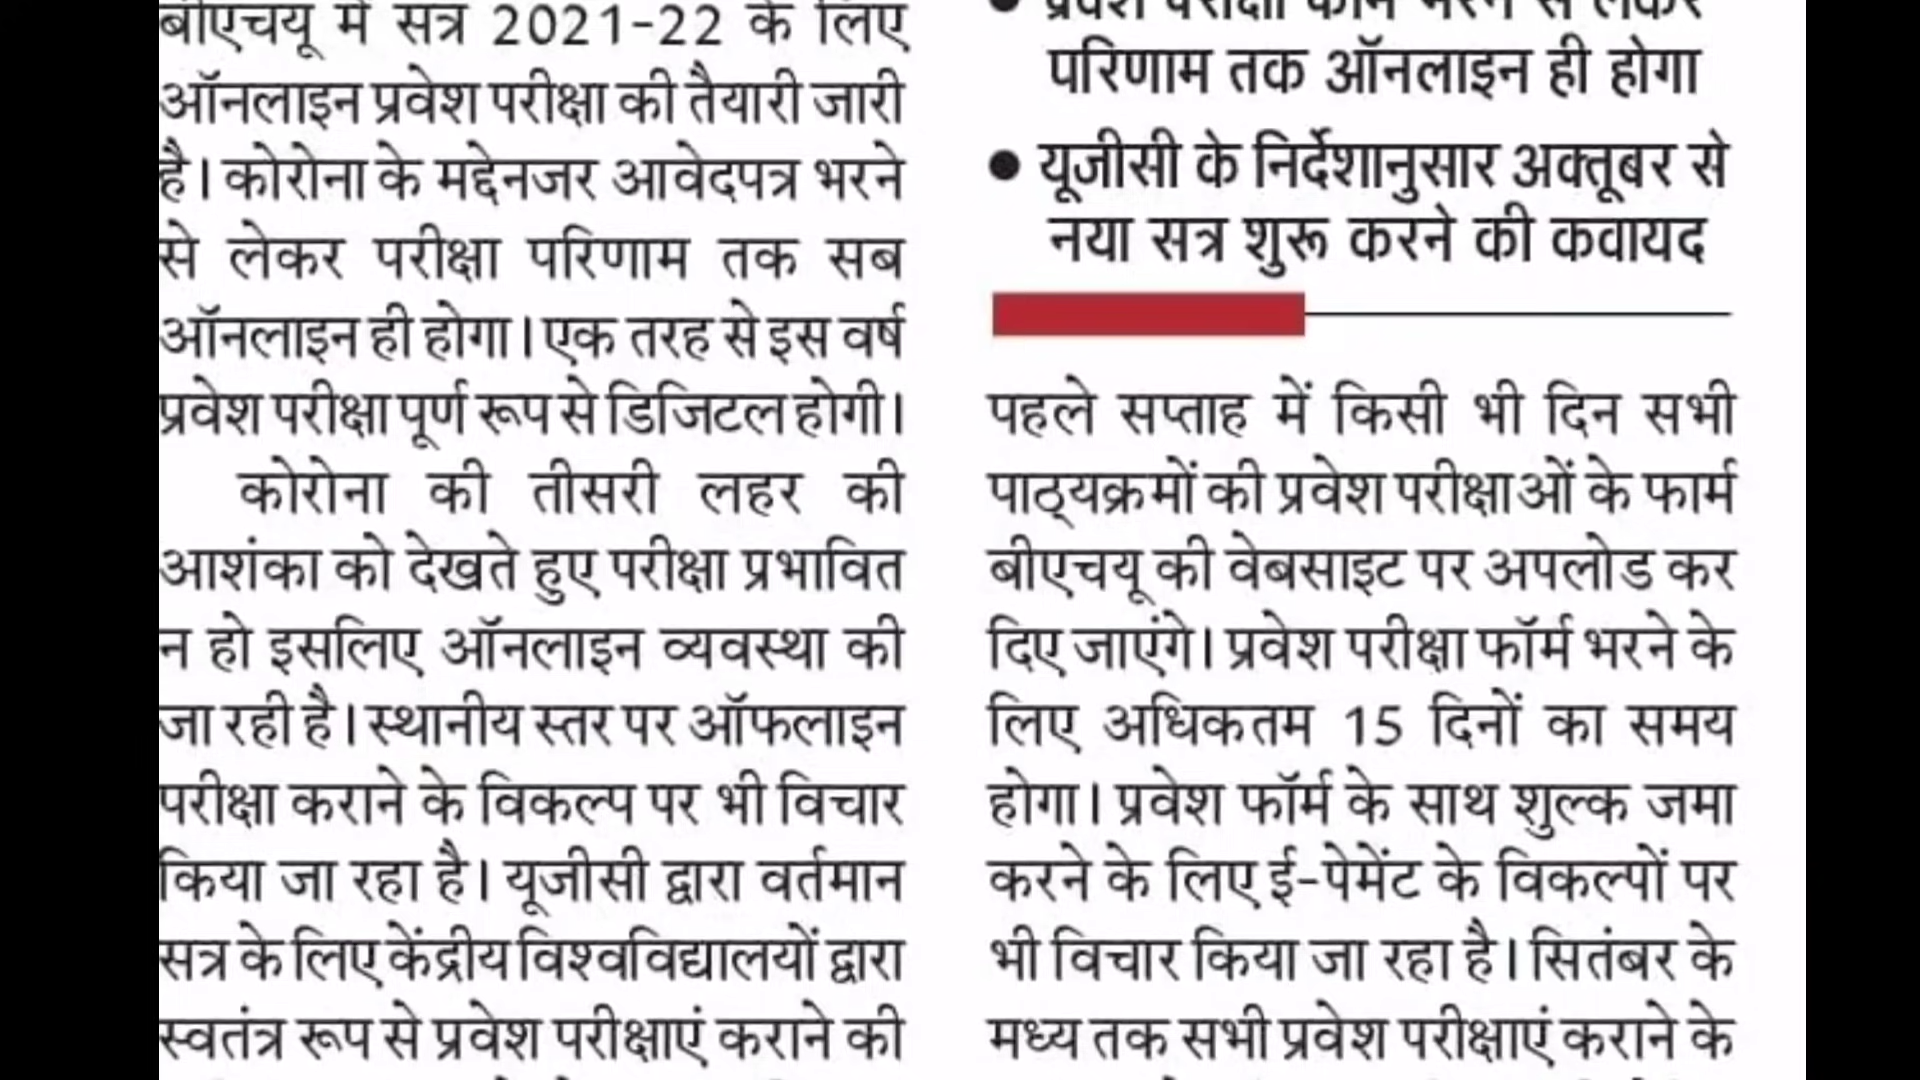 बीएचयू में सत्र 2021-22 के लिए
ऑनलाइन प्रवेश परीक्षा की तैयारी जारी
है। कोरोना के मद्देनजर आवेदपत्र भरने
से लेकर परीक्षा परिणाम तक सब
ऑनलाइन ही होगा। एक तरह से इस वर्ष
प्रवेश परीक्षा पूर्ण रूप से डिजिटल होगी।
कोरोना की तीसरी लहर की
आशंका को देखते हुए परीक्षा प्रभावित
न हो इसलिए ऑनलाइन व्यवस्था की
जा रही है। स्थानीय स्तर पर ऑफलाइन
परीक्षा कराने के विकल्प पर भी विचार
किया जा रहा है। यूजीसी द्वारा वर्तमान
सत्र के लिए केंद्रीय विश्वविद्यालयों द्वारा
स्वतंत्र रूप से प्रवेश परीक्षाएं कराने की
● प्रवेश परीक्षा फॉर्म भरने से लेकर
परिणाम तक ऑनलाइन ही होगा
● यूजीसी के निर्देशानुसार अक्तूबर से
नया सत्र शुरू करने की कवायद
पहले सप्ताह में किसी भी दिन सभी
पाठ्यक्रमों की प्रवेश परीक्षाओं के फार्म
बीएचयू की वेबसाइट पर अपलोड कर
दिए जाएंगे। प्रवेश परीक्षा फॉर्म भरने के
लिए अधिकतम 15 दिनों का समय
होगा। प्रवेश फॉर्म के साथ शुल्क जमा
करने के लिए ई-पेमेंट के विकल्पों पर
भी विचार किया जा रहा है। सितंबर के
मध्य तक सभी प्रवेश परीक्षाएं कराने के